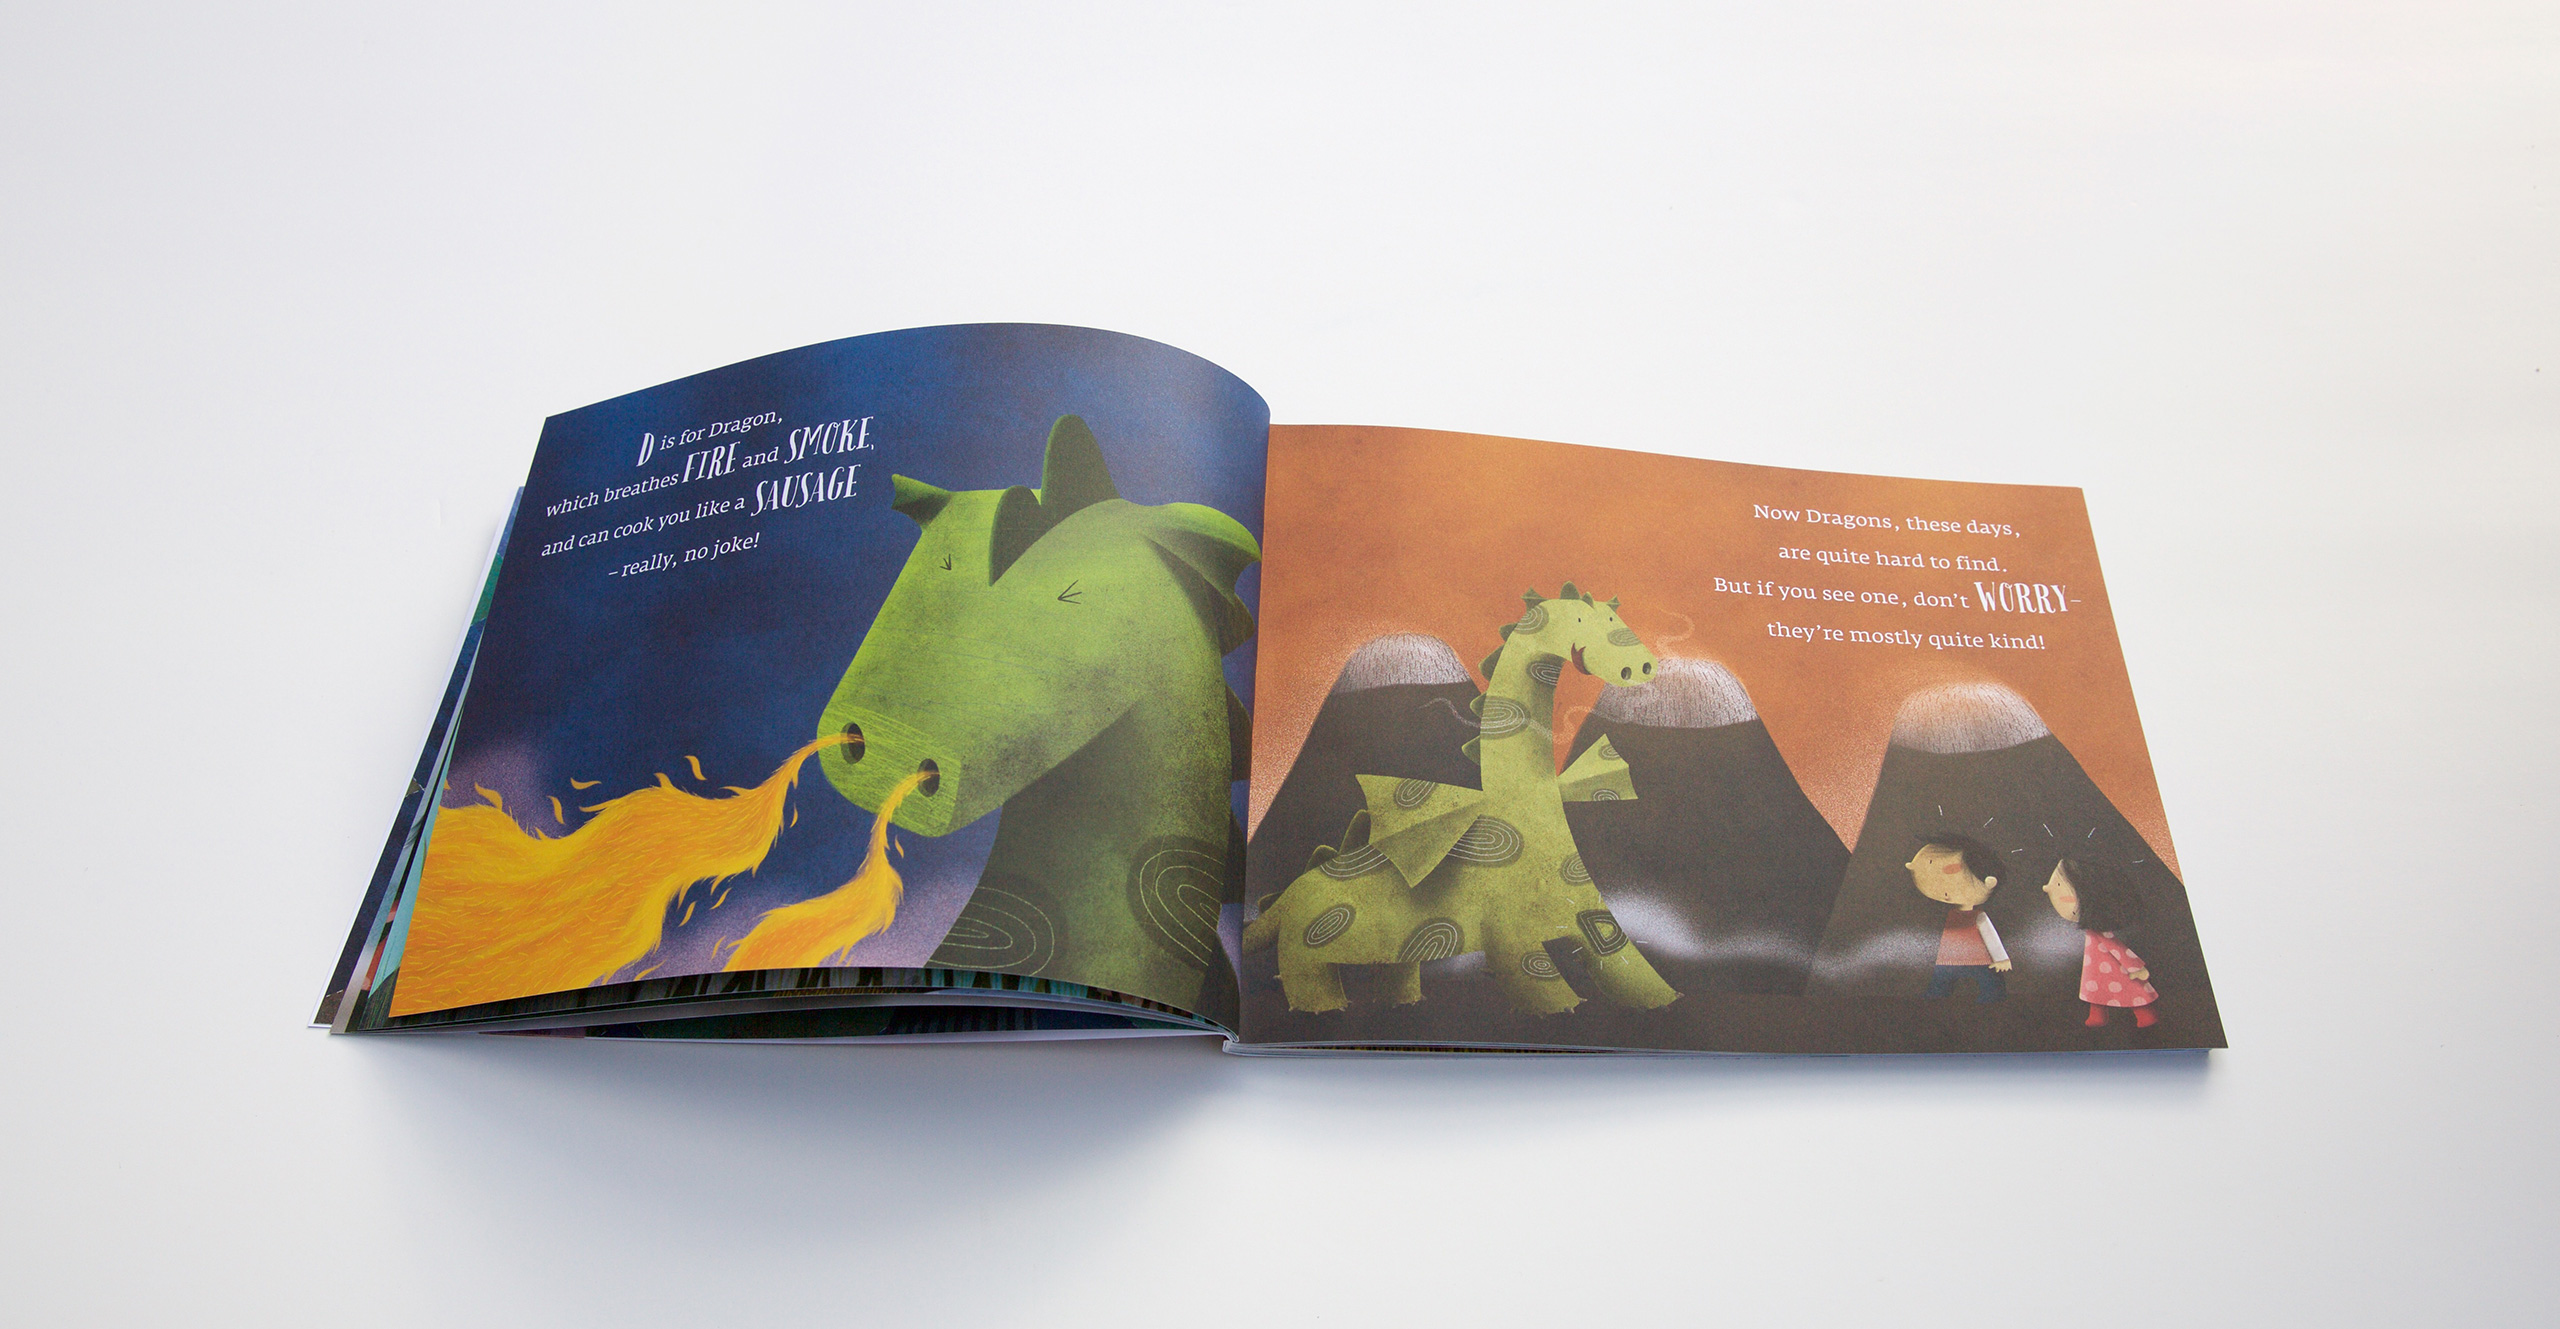 D is for Dragon,
which breathes FIRE and SMOKE,
and can cook you like a SAUSAGE
– really, no joke!
Now Dragons, these days,
are quite hard to find.
But if you see one, don't WORRY–
they're mostly quite kind!
D